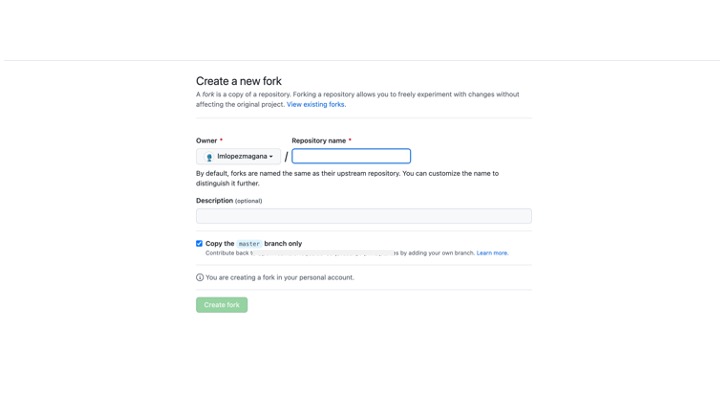 Create a new fork
A fork is a copy of a repository. Forking a repository allows you to freely experiment with changes without
affecting the original project. View existing forks.
Owner * Repository name *
lmlopezmagana /
By default, forks are named the same as their upstream repository. You can customize the name to
distinguish it further.
Description (optional)
Copy the master branch only
Contribute back t s by adding your own branch. Learn more.
You are creating a fork in your personal account.
Create fork